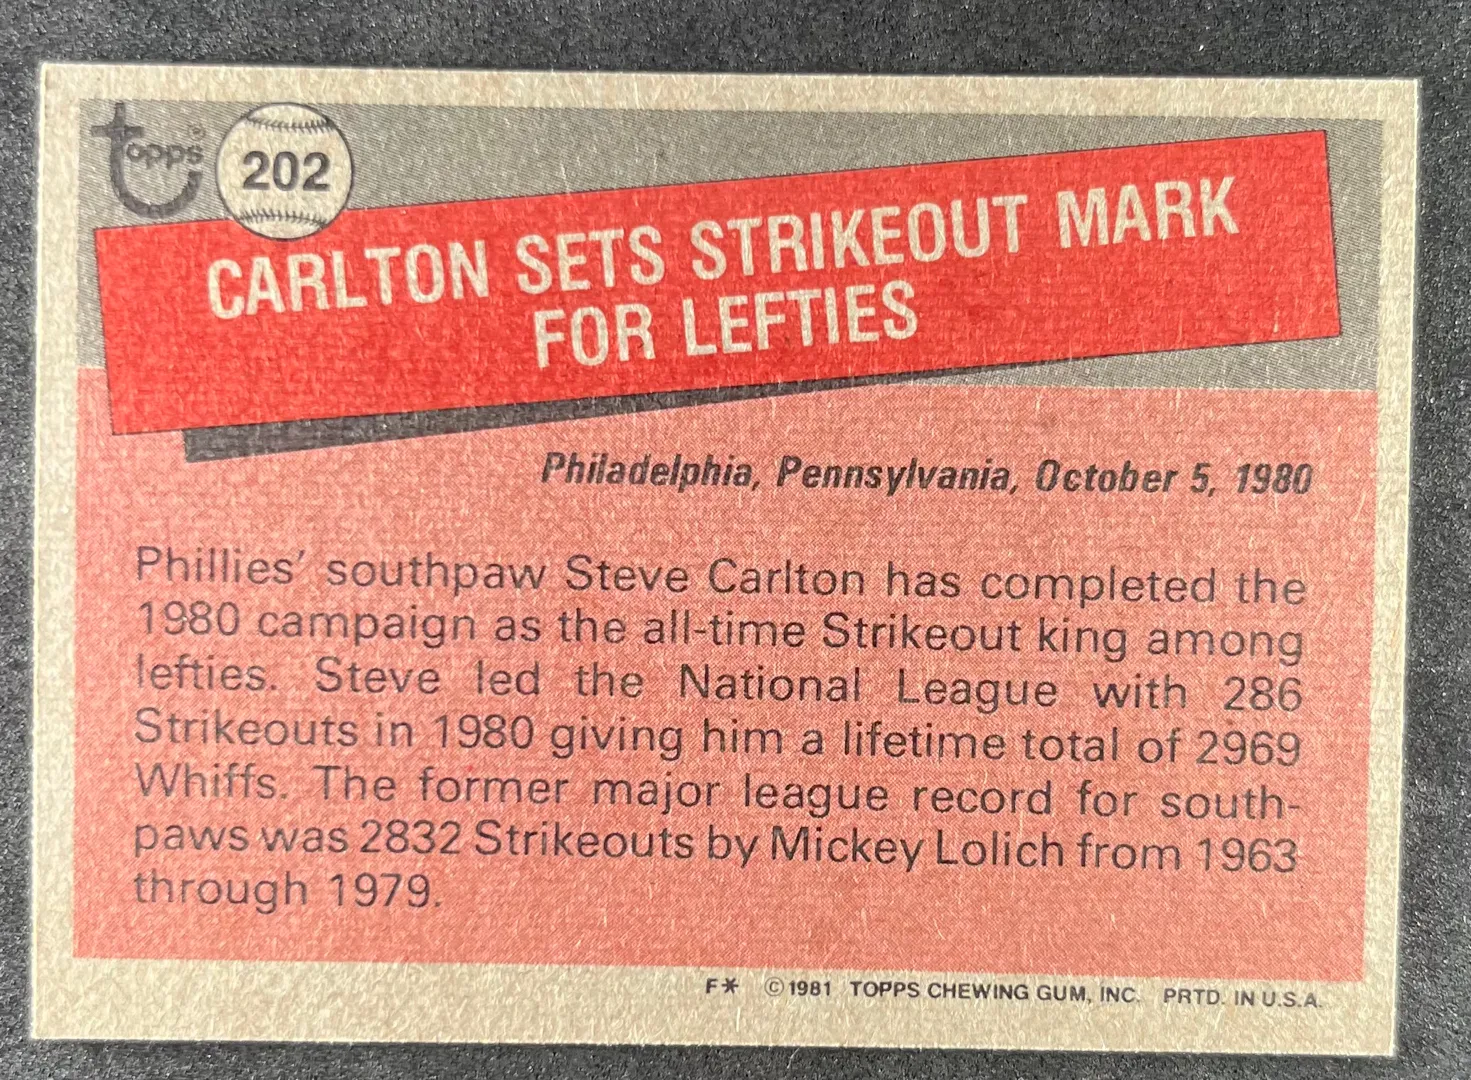 topps®
202
CARLTON SETS STRIKEOUT MARK
FOR LEFTIES
Philadelphia, Pennsylvania, October 5, 1980
Phillies' southpaw Steve Carlton has completed the
1980 campaign as the all-time Strikeout king among
lefties. Steve led the National League with 286
Strikeouts in 1980 giving him a lifetime total of 2969
Whiffs. The former major league record for south-
paws was 2832 Strikeouts by Mickey Lolich from 1963
through 1979.
F* © 1981 TOPPS CHEWING GUM, INC. PRTD. IN U.S.A.